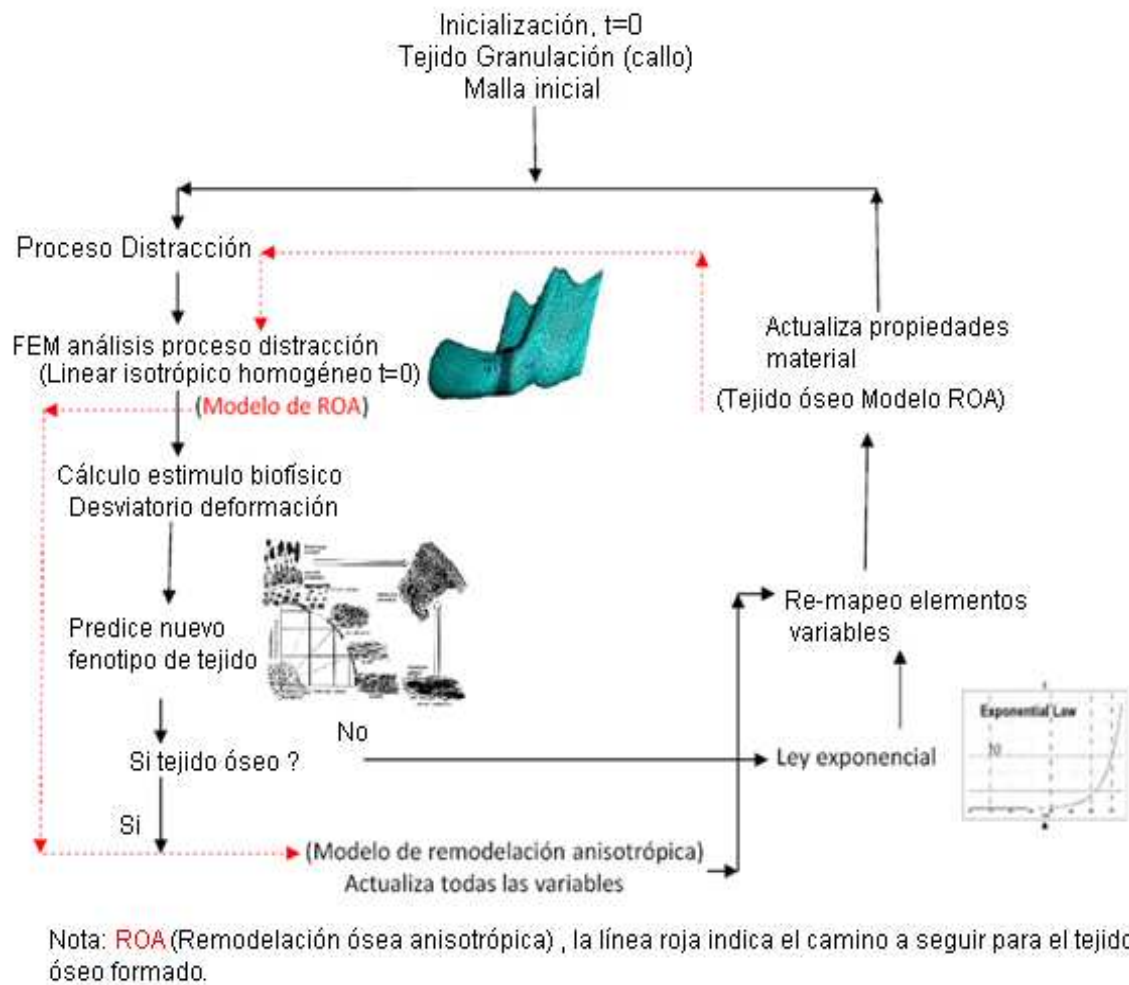 Inicialización, t=0
Tejido Granulación (callo)
Malla inicial
Proceso Distracción
FEM análisis proceso distracción
(Linear isotrópico homogéneo t=0)
(Modelo de ROA)
Cálculo estimulo biofísico
Desviatorio deformación
Predice nuevo
fenotipo de tejido
Si tejido óseo ?
No
Si
(Modelo de remodelación anisotrópica)
Actualiza todas las variables
Actualiza propiedades
material
(Tejido óseo Modelo ROA)
Re-mapeo elementos
variables
Ley exponencial
Exponential Law
Nota: ROA (Remodelación ósea anisotrópica) , la línea roja indica el camino a seguir para el tejido
óseo formado.